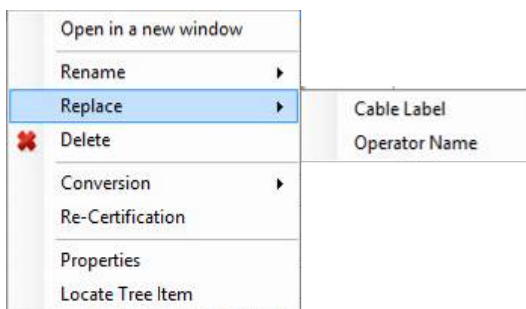 Open in a new window
Rename
Replace
Cable Label
Delete
Operator Name
Conversion
Re-Certification
Properties
Locate Tree Item